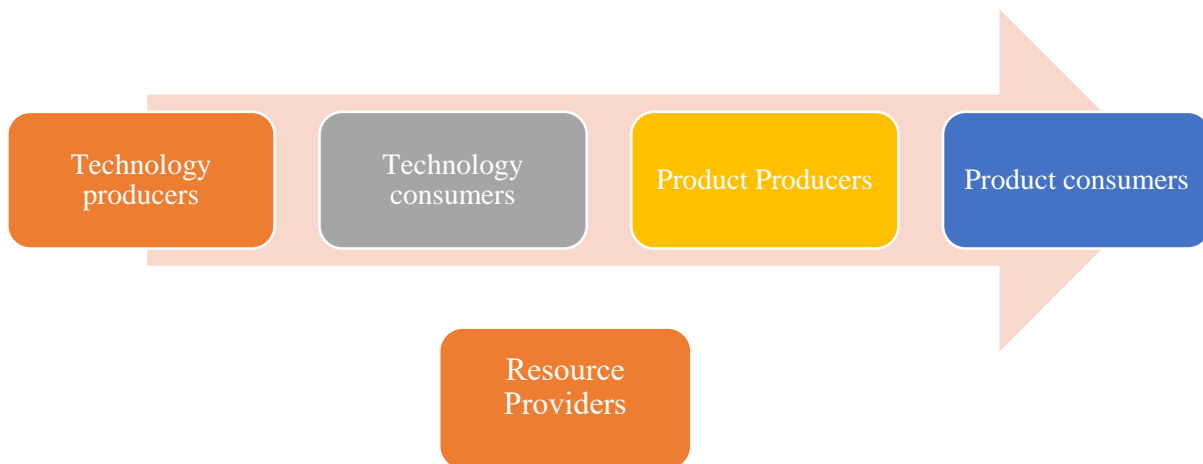 Technology
producers
Technology
consumers
Product Producers
Product consumers
Resource
Providers